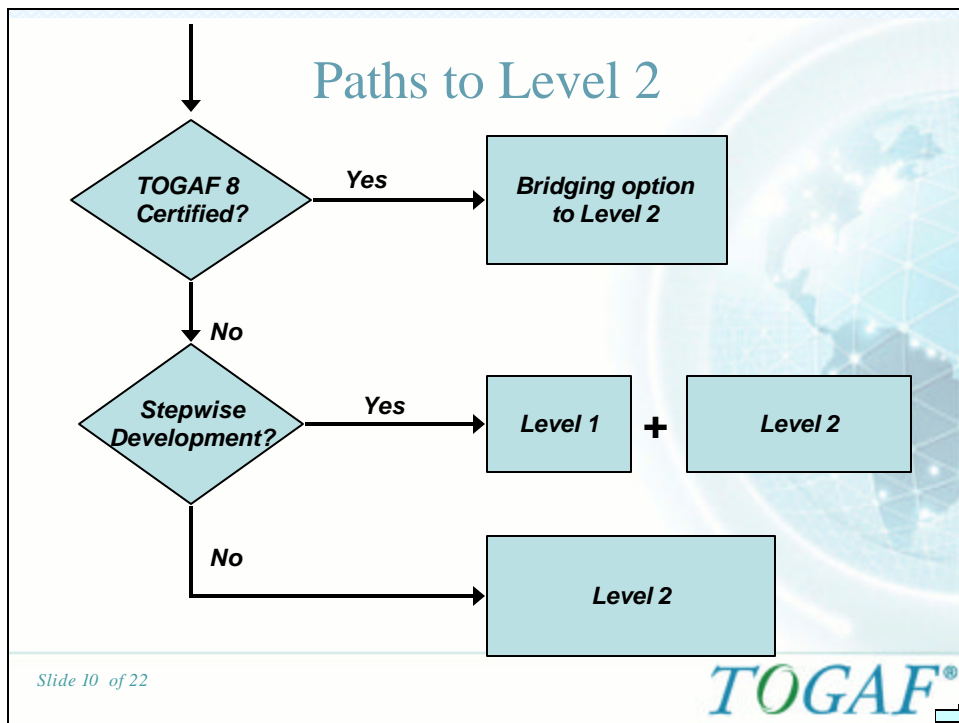 Paths to Level 2
TOGAF 8
Certified?
Yes
Bridging option
to Level 2
No
Stepwise
Development?
Yes
Level 1
+
Level 2
No
Level 2
Slide 10 of 22
TOGAF®